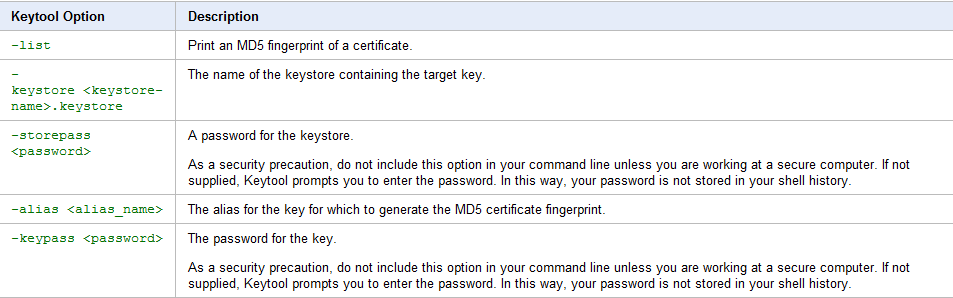 Keytool Option Description
-list Print an MD5 fingerprint of a certificate.
-
keystore <keystore-
name>.keystore
The name of the keystore containing the target key.
-storepass
<password>
A password for the keystore.
As a security precaution, do not include this option in your command line unless you are working at a secure computer. If not
supplied, Keytool prompts you to enter the password. In this way, your password is not stored in your shell history.
-alias <alias_name> The alias for the key for which to generate the MD5 certificate fingerprint.
-keypass <password> The password for the key.
As a security precaution, do not include this option in your command line unless you are working at a secure computer. If not
supplied, Keytool prompts you to enter the password. In this way, your password is not stored in your shell history.